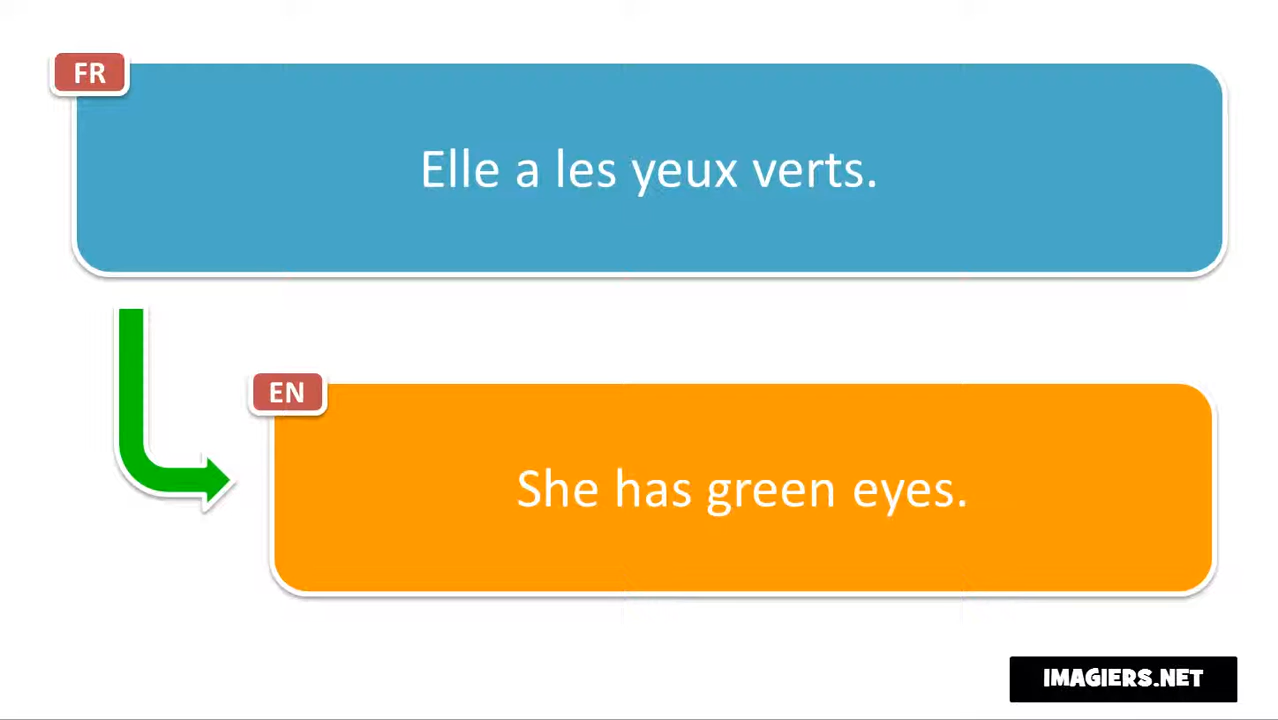 FR
Elle a les yeux verts.
EN
She has green eyes.
IMAGIERS.NET